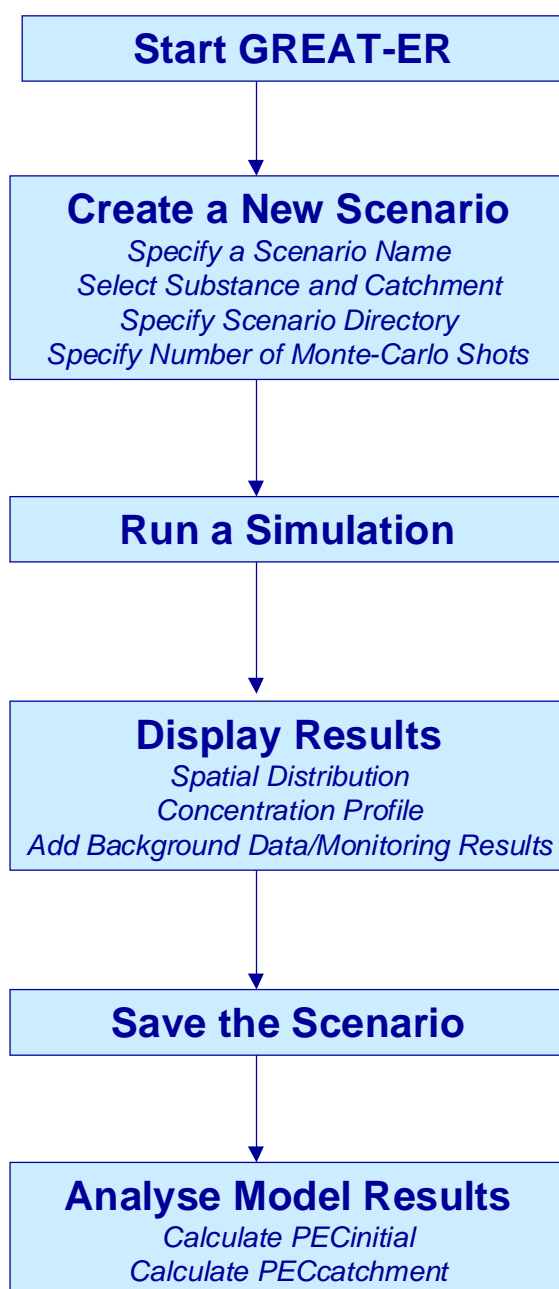 Start GREAT-ER
Create a New Scenario
Specify a Scenario Name
Select Substance and Catchment
Specify Scenario Directory
Specify Number of Monte-Carlo Shots
Run a Simulation
Display Results
Spatial Distribution
Concentration Profile
Add Background Data/Monitoring Results
Save the Scenario
Analyse Model Results
Calculate PECinitial
Calculate PECcatchment